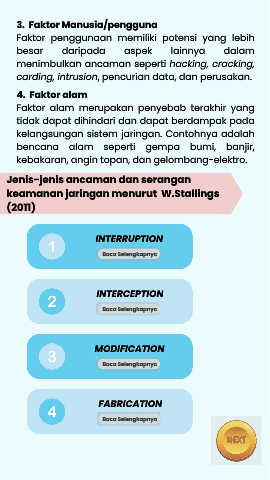 3. Faktor Manusia/pengguna
Faktor penggunaan memiliki potensi yang lebih
besar daripada aspek lainnya dalam
menimbulkan ancaman seperti hacking, cracking,
carding, intrusion, pencurian data, dan perusakan.
4. Faktor alam
Faktor alam merupakan penyebab terakhir yang
tidak dapat dihindari dan dapat berdampak pada
kelangsungan sistem jaringan. Contohnya adalah
bencana alam seperti gempa bumi, banjir,
kebakaran, angin topan, dan gelombang-elektro.
Jenis-jenis ancaman dan serangan
keamanan jaringan menurut W.Stallings
(2011)
1
INTERRUPTION
Baca Selengkapnya
2
INTERCEPTION
Baca Selengkapnya
3
MODIFICATION
Baca Selengkapnya
4
FABRICATION
Baca Selengkapnya
NEXT